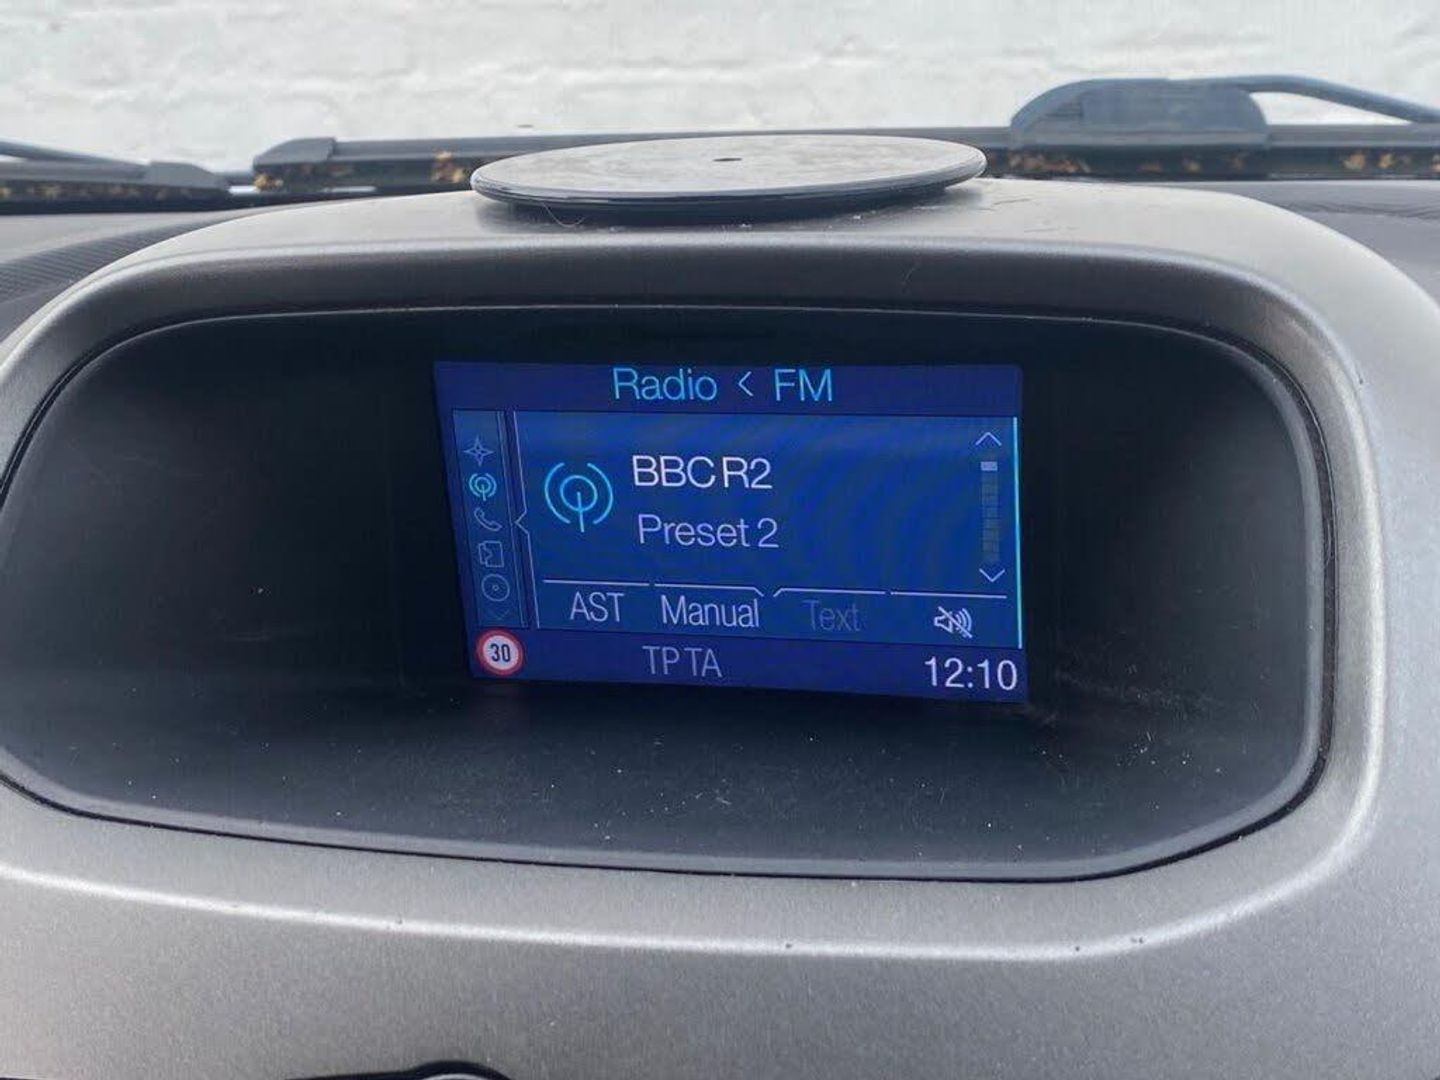 Radio < FM
BBC R2
Preset 2
AST Manual Text
30 TP TA 12:10